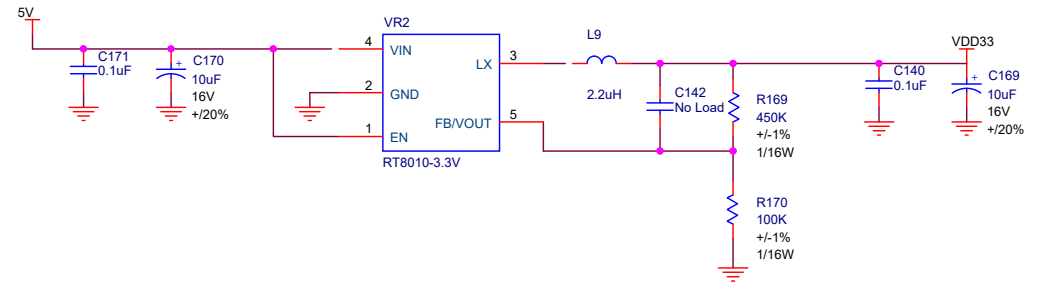 5V
C171
0.1uF
C170
+
10uF
16V
+/20%
VR2
4
VIN
2
GND
1
EN
LX
3
FB/VOUT
5
RT8010-3.3V
L9
2.2uH
C142
No Load
R169
450K
+/-1%
1/16W
R170
100K
+/-1%
1/16W
VDD33
C140
0.1uF
+
C169
10uF
16V
+/20%